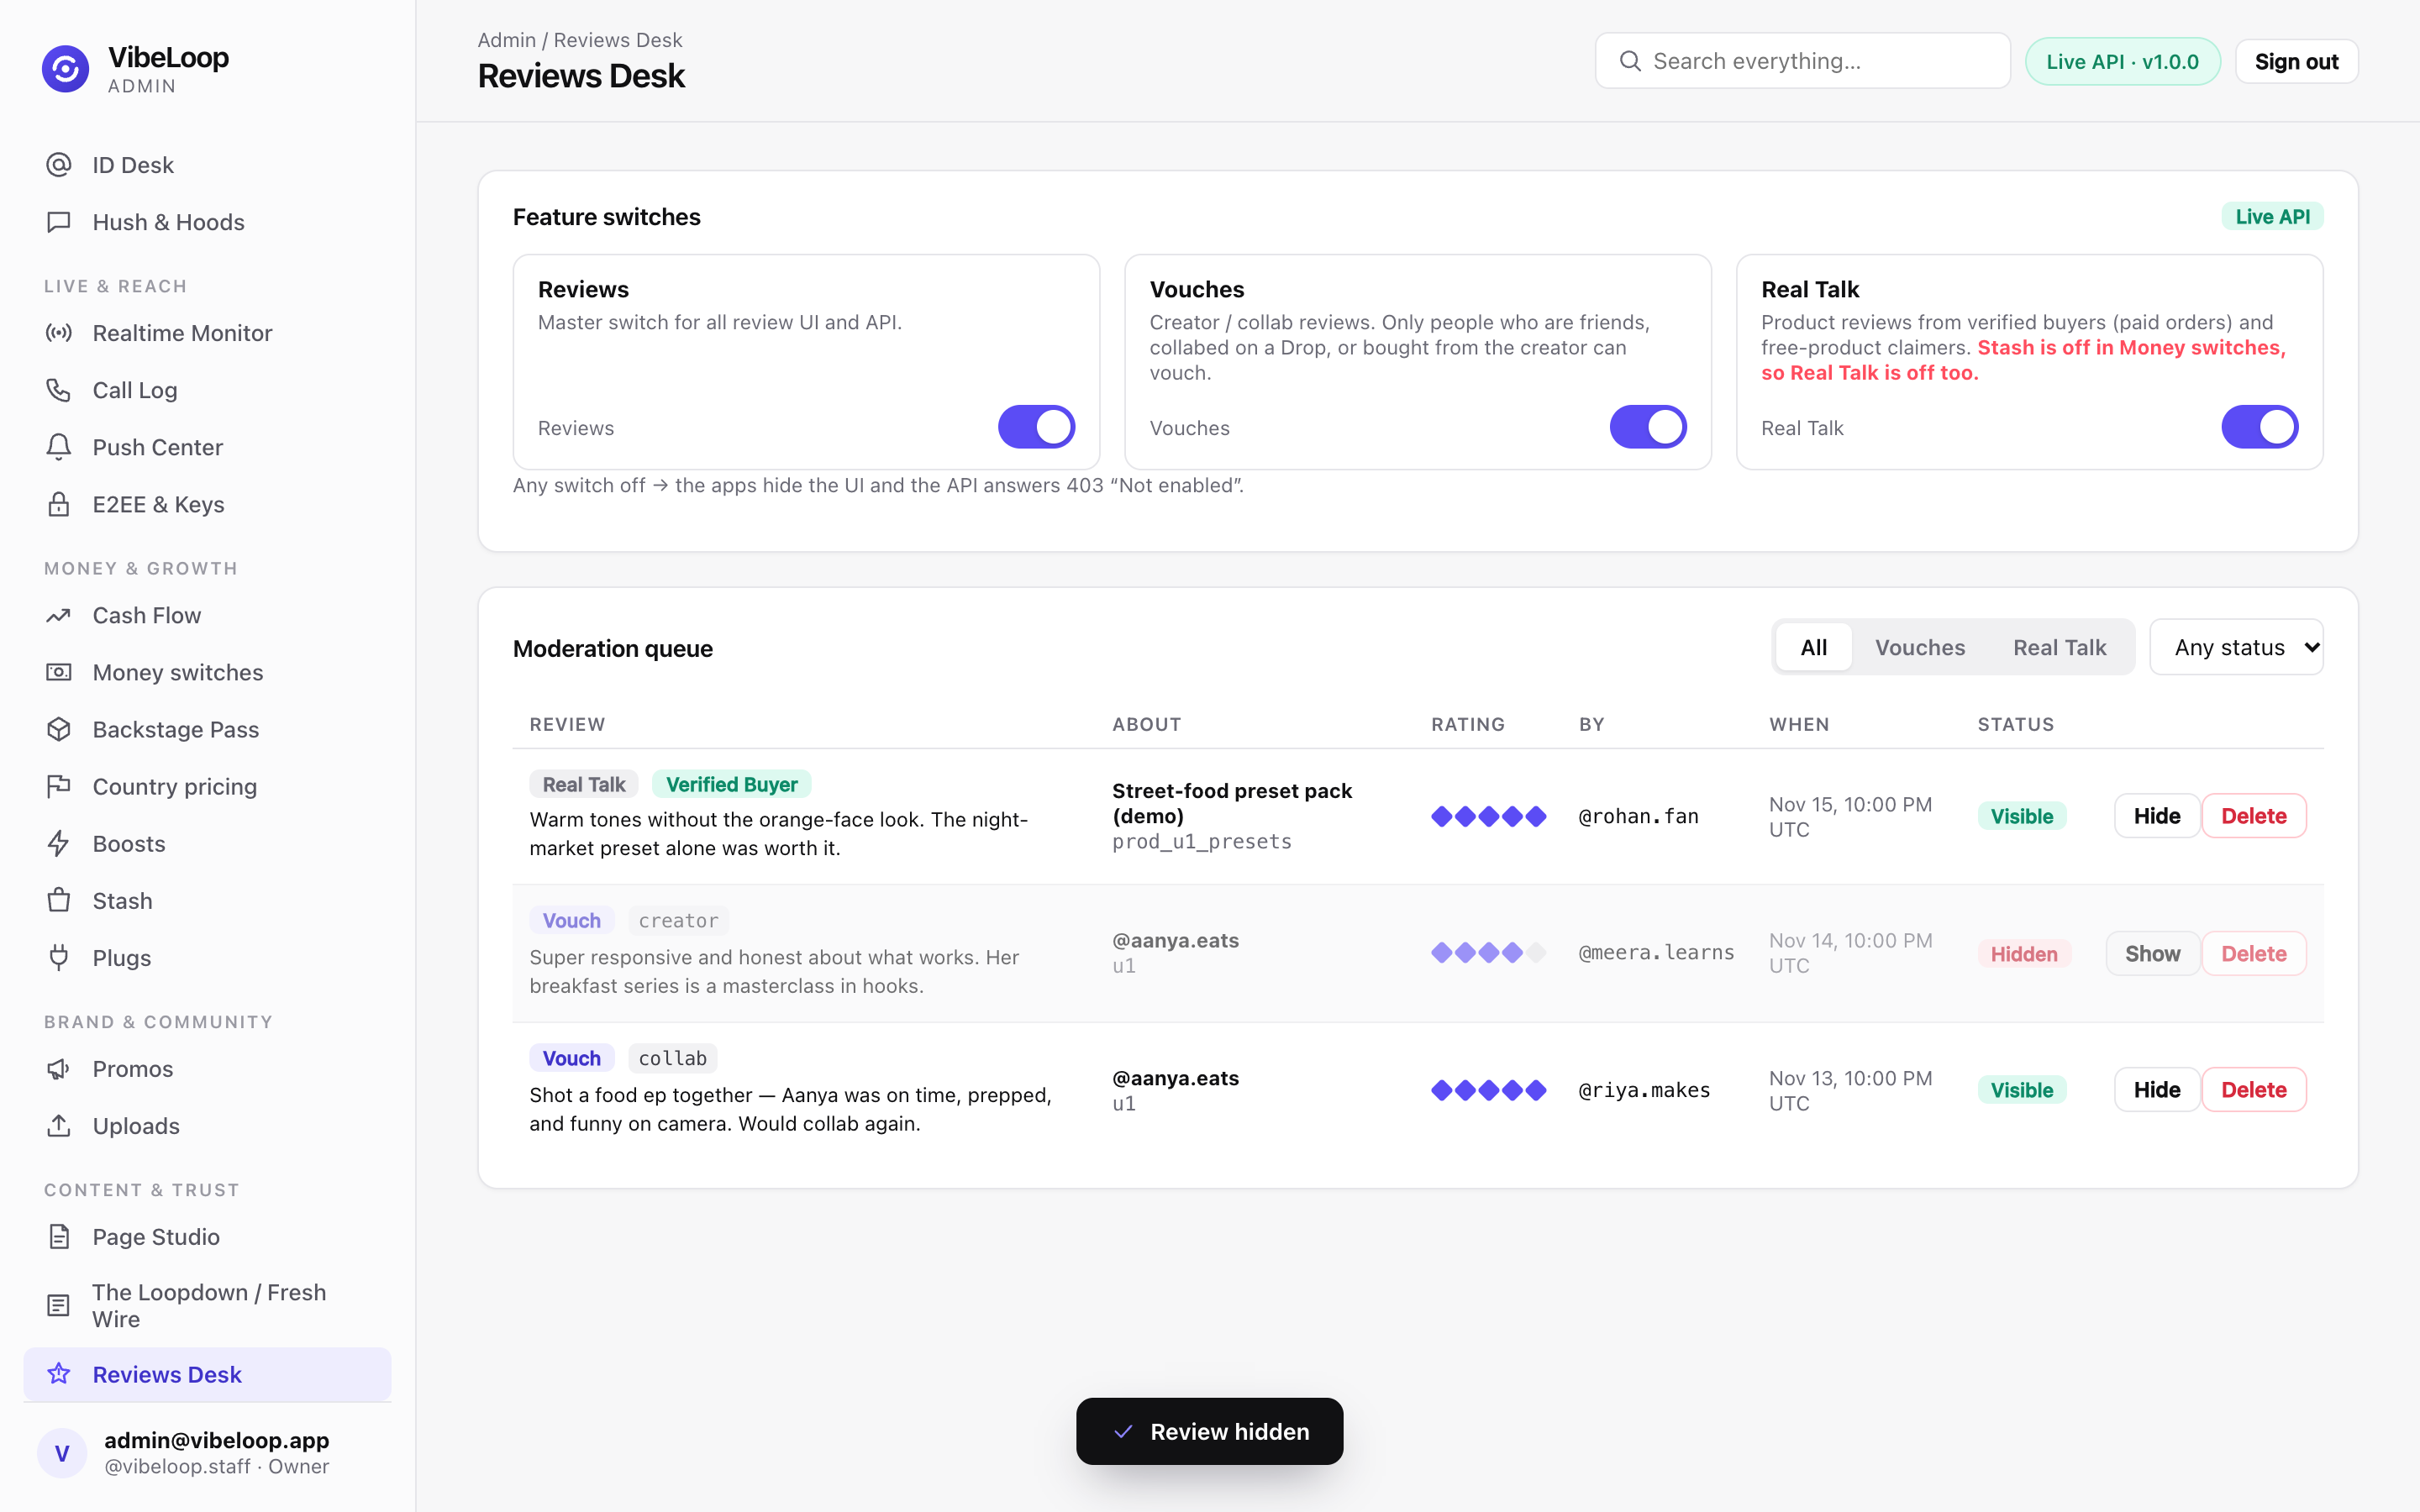 VibeLoop
ADMIN
ID Desk
Hush & Hoods
LIVE & REACH
Realtime Monitor
Call Log
Push Center
E2EE & Keys
MONEY & GROWTH
Cash Flow
Money switches
Backstage Pass
Country pricing
Boosts
Stash
Plugs
BRAND & COMMUNITY
Promos
Uploads
CONTENT & TRUST
Page Studio
The Loopdown / Fresh
Wire
Reviews Desk
V
admin@vibeloop.app
@vibeloop.staff · Owner
Admin / Reviews Desk
Reviews Desk
Search everything...
Live API · v1.0.0
Sign out
Feature switches
Live API
Reviews
Master switch for all review UI and API.
Reviews
Vouches
Creator / collab reviews. Only people who are friends,
collabed on a Drop, or bought from the creator can
vouch.
Vouches
Real Talk
Product reviews from verified buyers (paid orders) and
free-product claimers. Stash is off in Money switches,
so Real Talk is off too.
Real Talk
Any switch off → the apps hide the UI and the API answers 403 “Not enabled”.
Moderation queue
All
Vouches
Real Talk
Any status
REVIEW
ABOUT
RATING
BY
WHEN
STATUS
Real Talk
Verified Buyer
Warm tones without the orange-face look. The night-
market preset alone was worth it.
Street-food preset pack
(demo)
prod_u1_presets
@rohan.fan
Nov 15, 10:00 PM
UTC
Visible
Hide
Delete
Vouch
creator
Super responsive and honest about what works. Her
breakfast series is a masterclass in hooks.
@aanya.eats
u1
@meera.learns
Nov 14, 10:00 PM
UTC
Hidden
Show
Delete
Vouch
collab
Shot a food ep together — Aanya was on time, prepped,
and funny on camera. Would collab again.
@aanya.eats
u1
@riya.makes
Nov 13, 10:00 PM
UTC
Visible
Hide
Delete
Review hidden